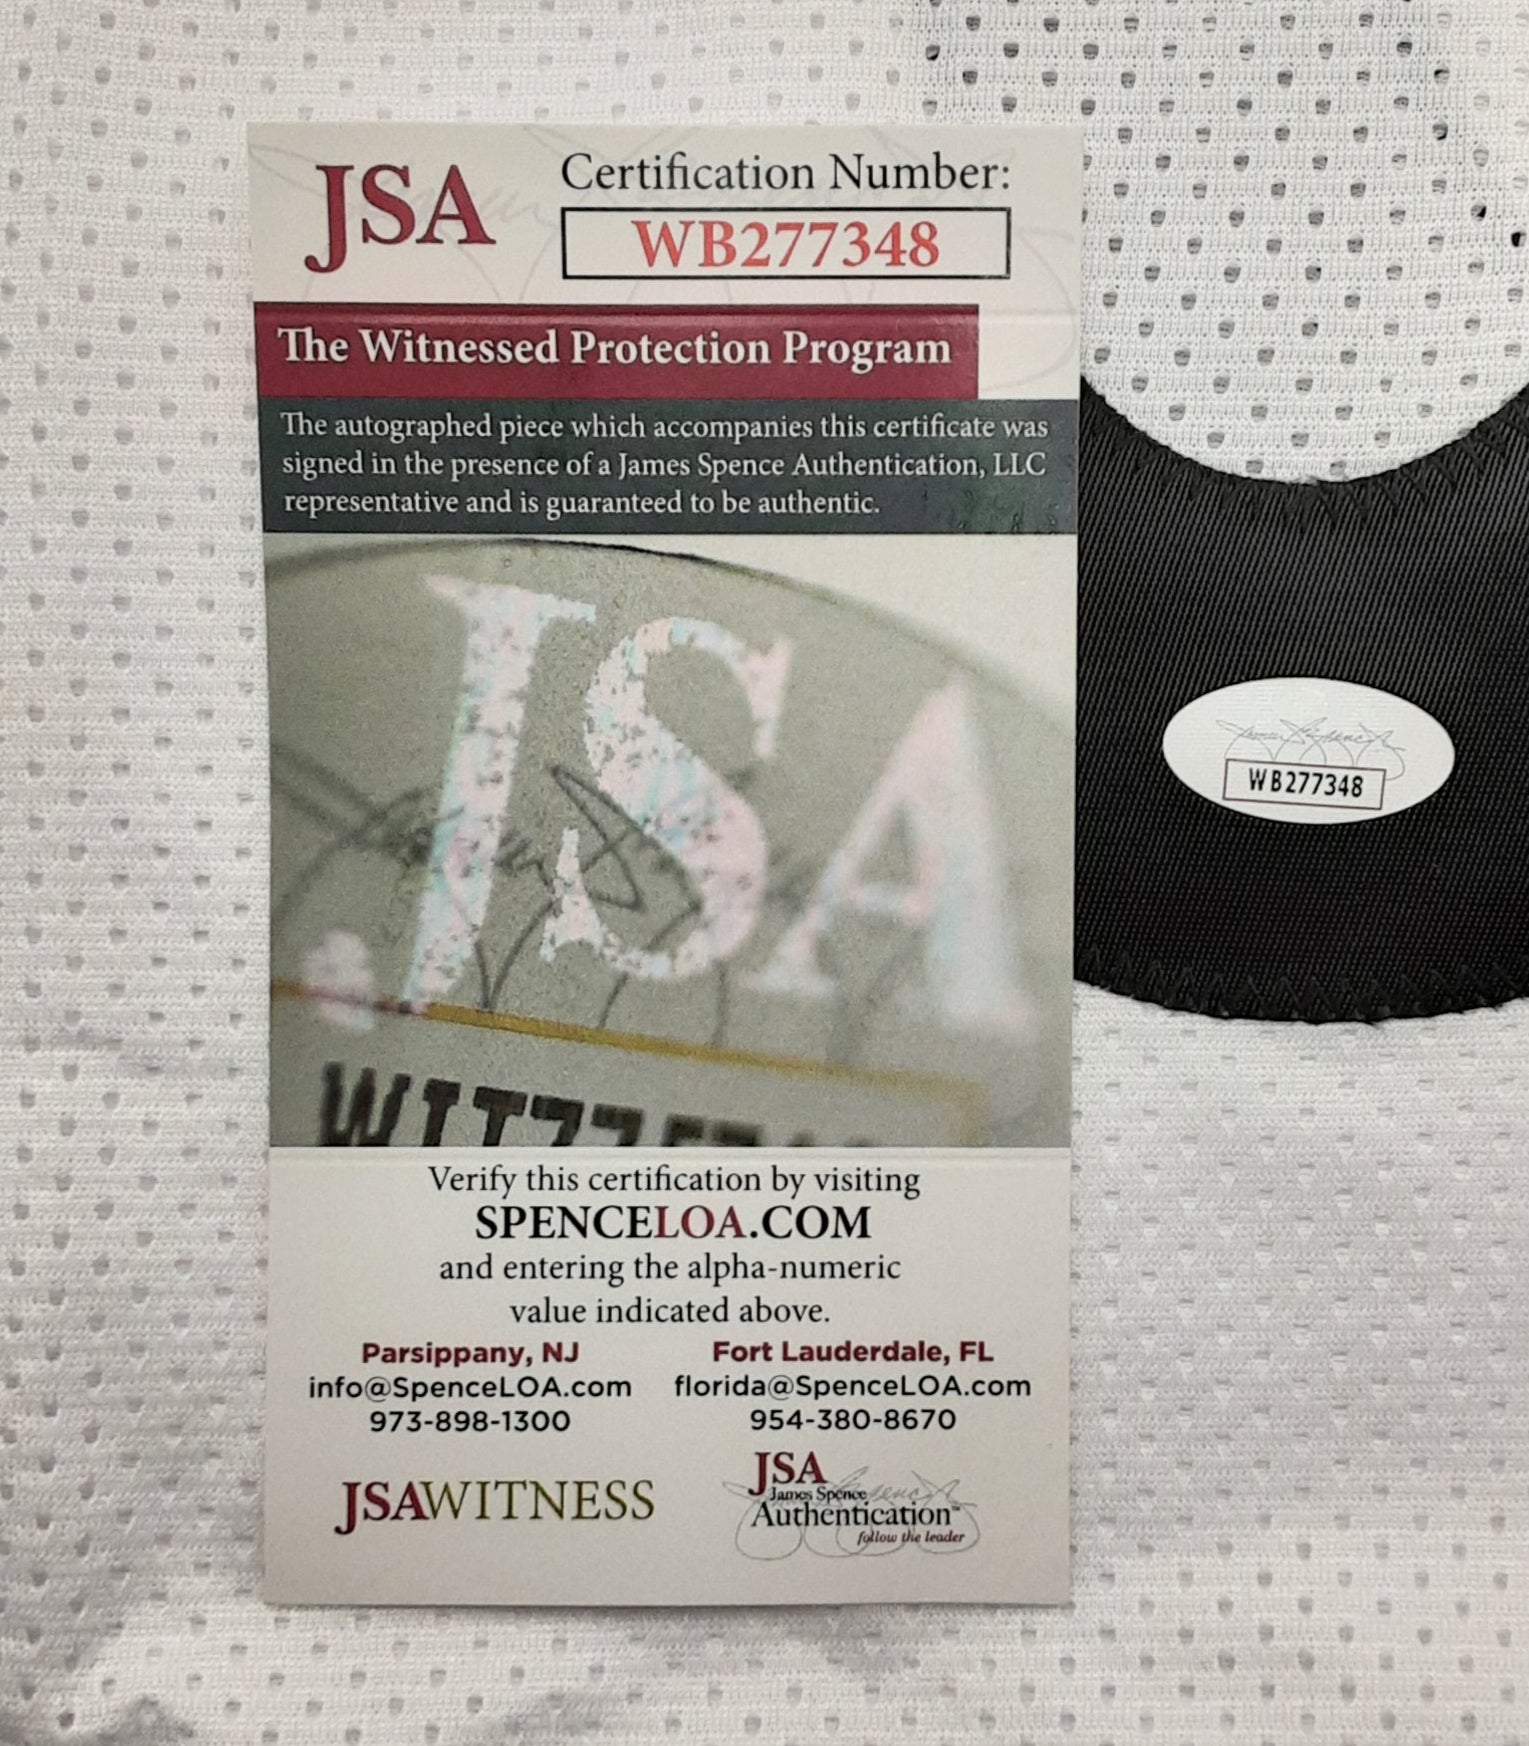 JSA
Certification Number:
WB277348
The Witnessed Protection Program
The autographed piece which accompanies this certificate was
signed in the presence of a James Spence Authentication, LLC
representative and is guaranteed to be authentic.
JSA
Verify this certification by visiting
SPENCELOA.COM
and entering the alpha-numeric
value indicated above.
Parsippany, NJ
info@SpenceLOA.com
973-898-1300
Fort Lauderdale, FL
florida@SpenceLOA.com
954-380-8670
JSAWITNESS
JSA
James Spence
Authentication™
follow the leader
James Spence
WB277348